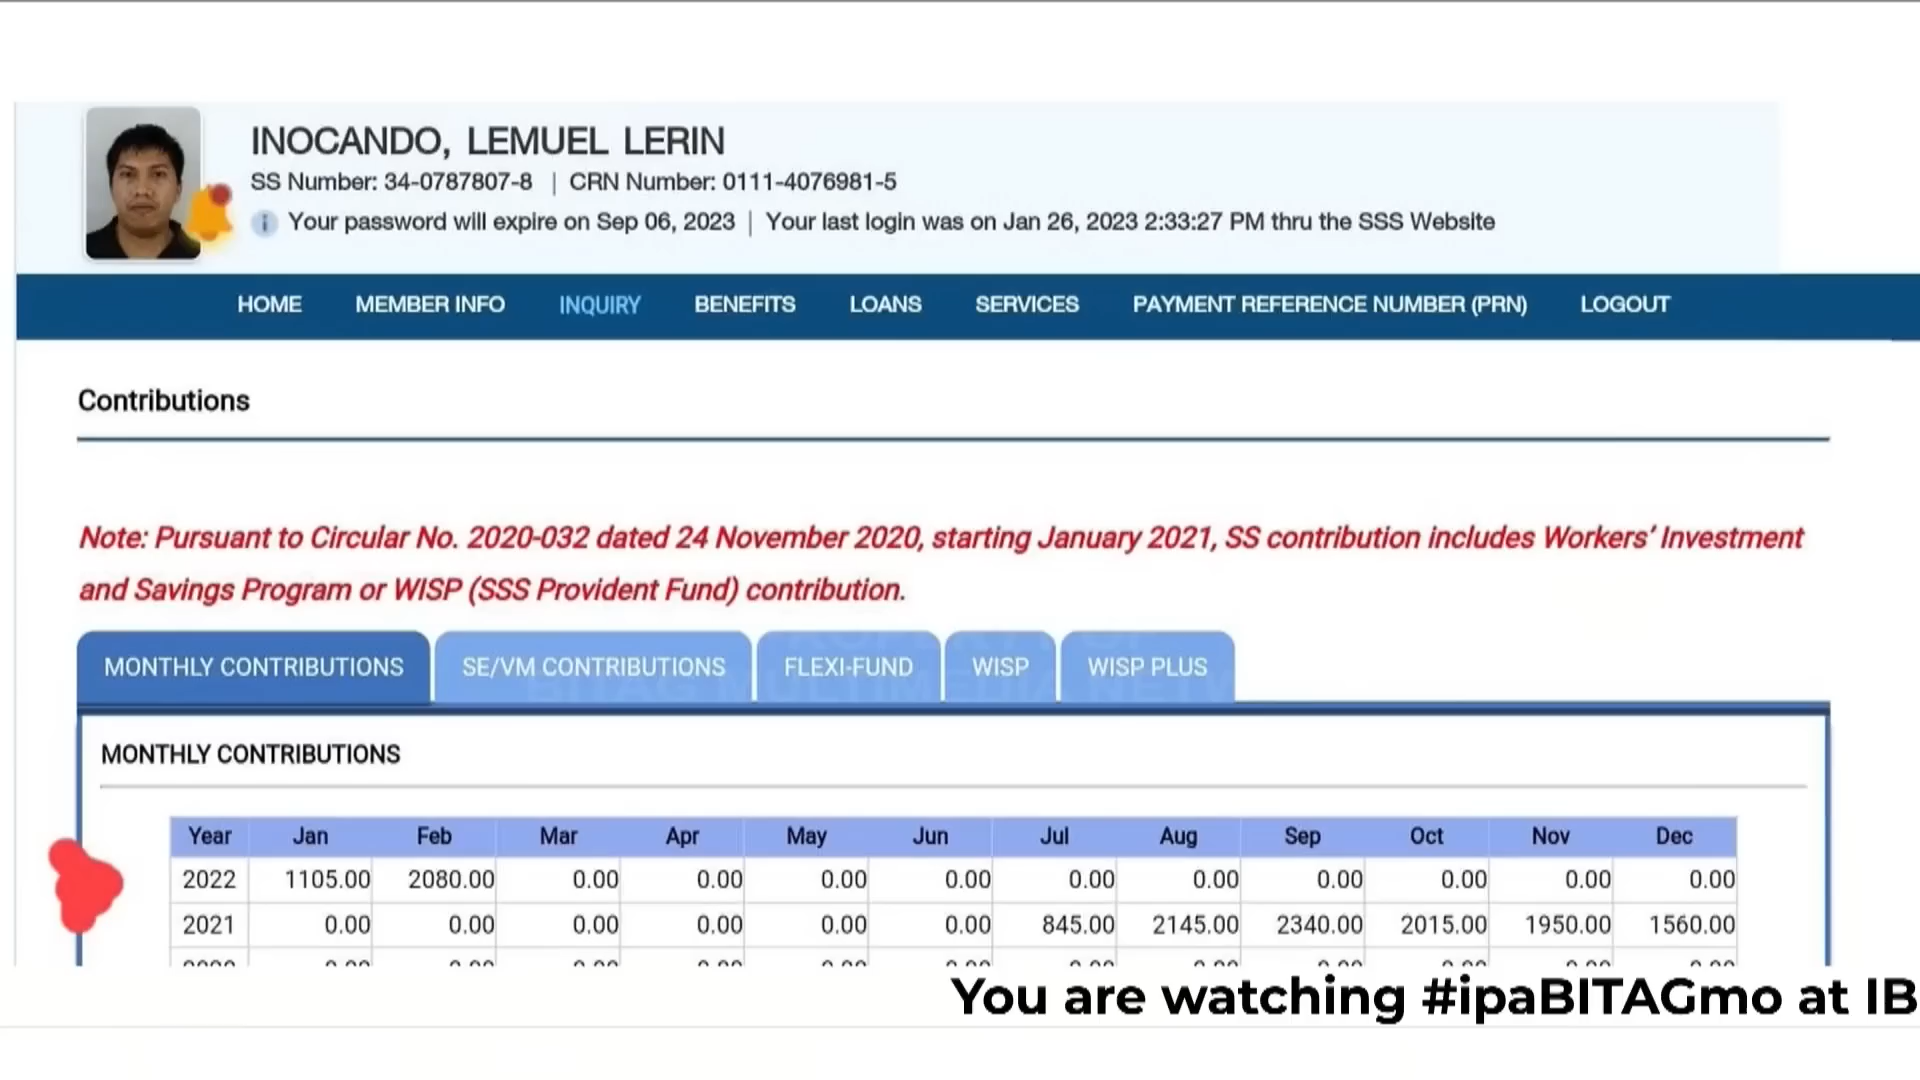 INOCANDO, LEMUEL LERIN
SS Number: 34-0787807-8 | CRN Number: 0111-4076981-5
i Your password will expire on Sep 06, 2023 | Your last login was on Jan 26, 2023 2:33:27 PM thru the SSS Website
HOME MEMBER INFO INQUIRY BENEFITS LOANS SERVICES PAYMENT REFERENCE NUMBER (PRN) LOGOUT
Contributions
Note: Pursuant to Circular No. 2020-032 dated 24 November 2020, starting January 2021, SS contribution includes Workers' Investment
and Savings Program or WISP (SSS Provident Fund) contribution.
MONTHLY CONTRIBUTIONS SE/VM CONTRIBUTIONS FLEXI-FUND WISP WISP PLUS
MONTHLY CONTRIBUTIONS
Year Jan Feb Mar Apr May Jun Jul Aug Sep Oct Nov Dec
2022 1105.00 2080.00 0.00 0.00 0.00 0.00 0.00 0.00 0.00 0.00 0.00 0.00
2021 0.00 0.00 0.00 0.00 0.00 0.00 845.00 2145.00 2340.00 2015.00 1950.00 1560.00
You are watching #ipaBITAGmo at IB